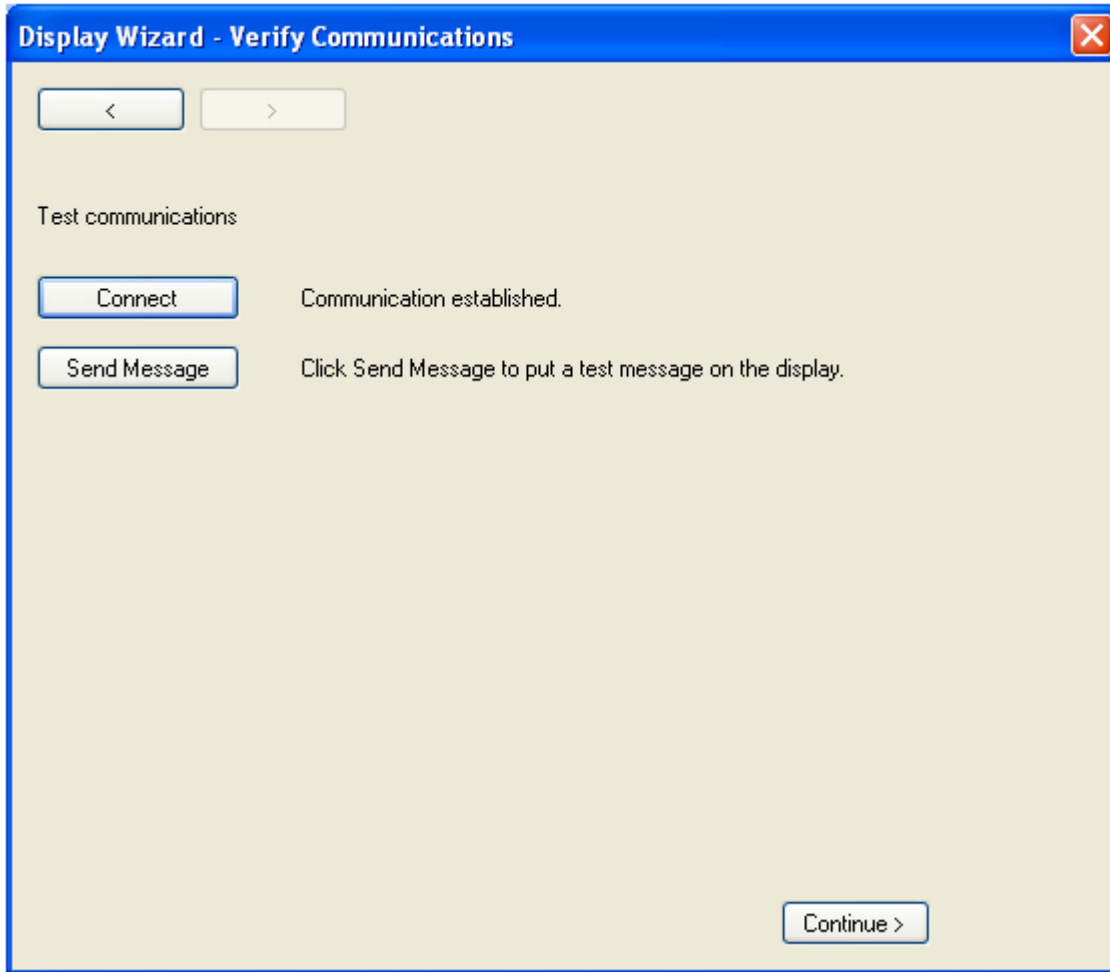 Display Wizard - Verify Communications
< >
Test communications
Connect Communication established.
Send Message Click Send Message to put a test message on the display.
Continue >